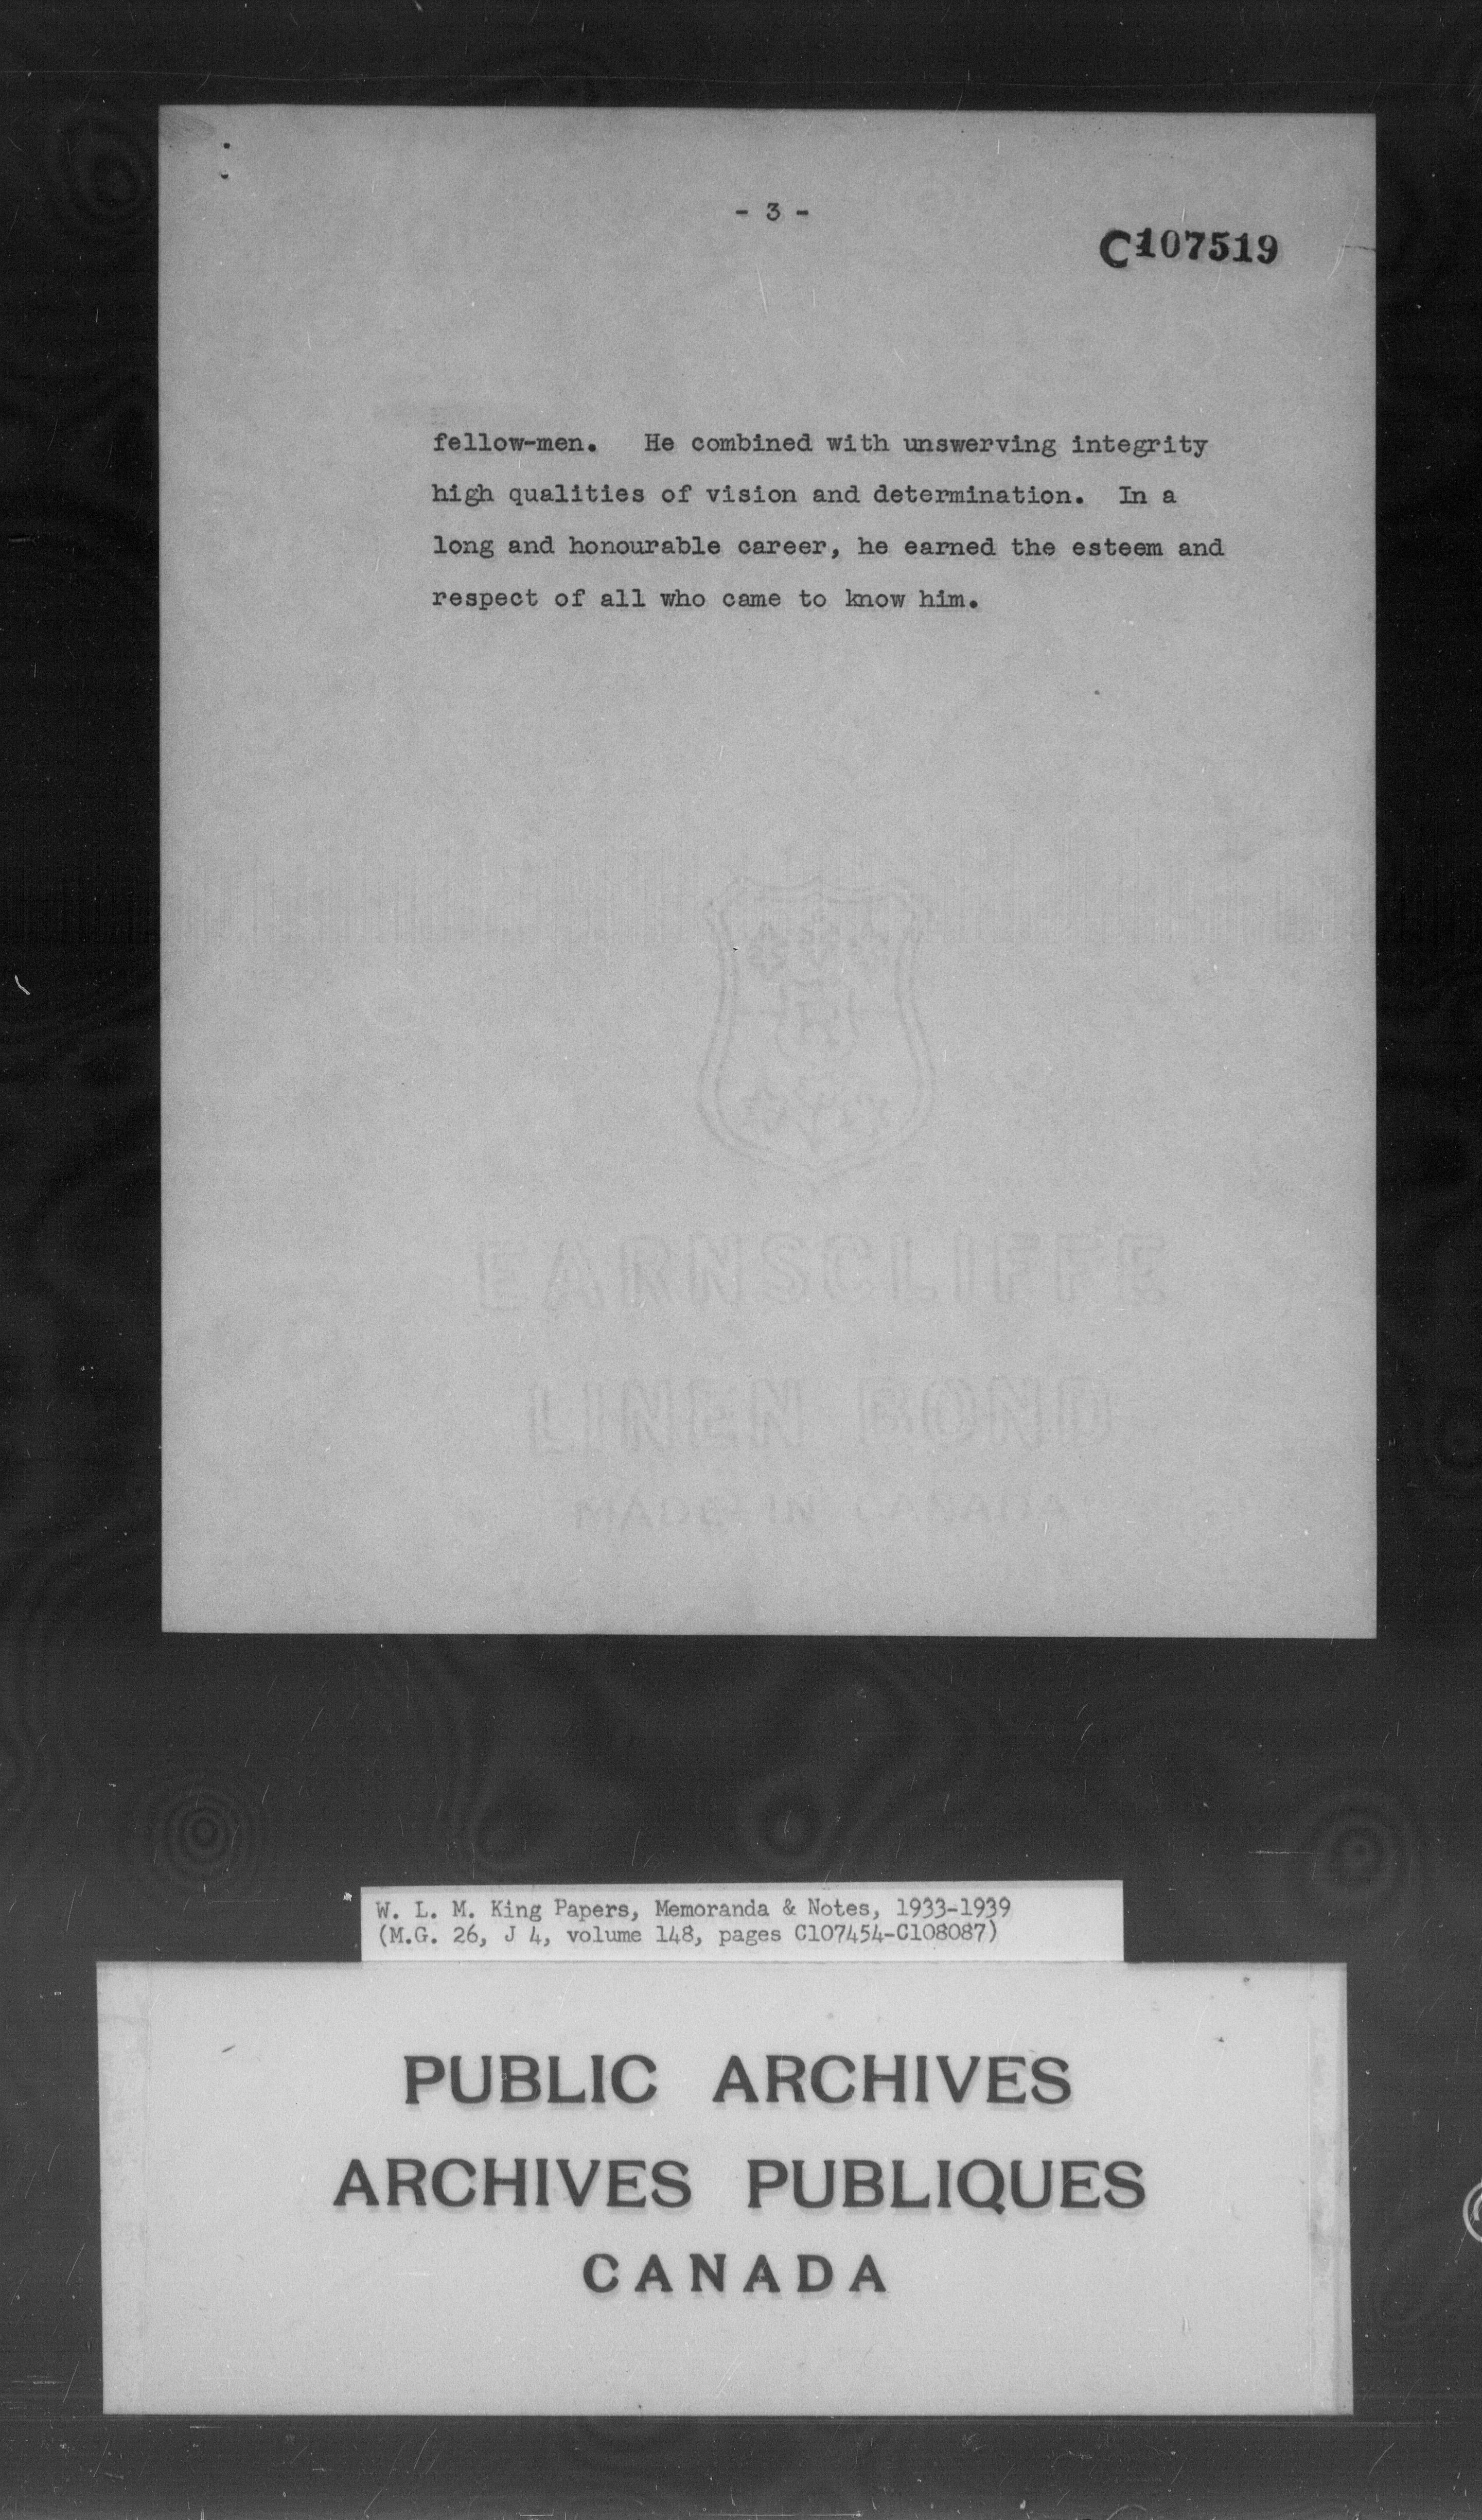 - 3 -
C107519
fellow-men. He combined with unswerving integrity
high qualities of vision and determination. In a
long and honourable career, he earned the esteem and
respect of all who came to know him.
EARNSCLIFFE
LINEN BOND
MADE IN CANADA
W. L. M. King Papers, Memoranda & Notes, 1933-1939
(M.G. 26, J 4, volume 148, pages C107454-C108087)
PUBLIC ARCHIVES
ARCHIVES PUBLIQUES
CANADA